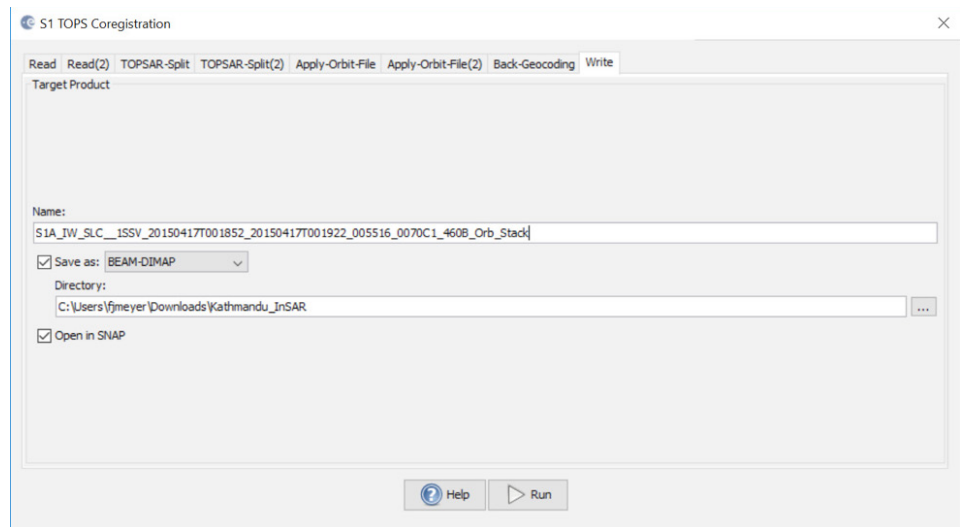 S1 TOPS Coregistration
Read Read(2) TOPSAR-Split TOPSAR-Split(2) Apply-Orbit-File Apply-Orbit-File(2) Back-Geocoding Write
Target Product
Name:
S1A_IW_SLC__1SSV_20150417T001852_20150417T001922_005516_0070C1_460B_Orb_Stack
Save as: BEAM-DIMAP
Directory:
C:\Users\fjmeyer\Downloads\Kathmandu_InSAR
...
Open in SNAP
Help Run